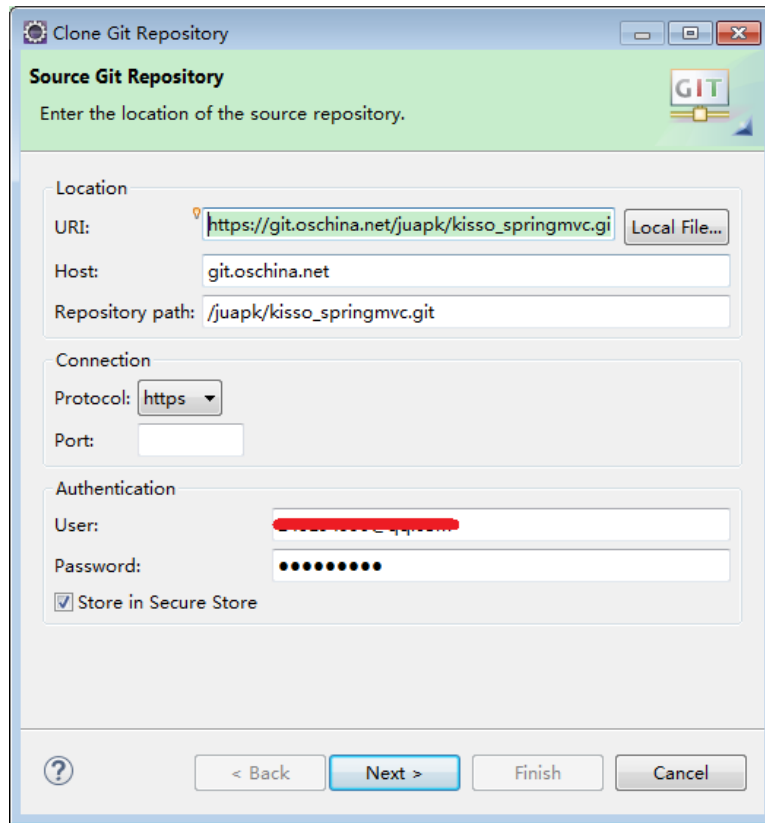 Clone Git Repository
Source Git Repository
GIT
Enter the location of the source repository.
Location
URI: https://git.oschina.net/juapk/kisso_springmvc.gi Local File...
Host: git.oschina.net
Repository path: /juapk/kisso_springmvc.git
Connection
Protocol: https
Port:
Authentication
User:
Password: ●●●●●●●●●
Store in Secure Store
? < Back Next > Finish Cancel